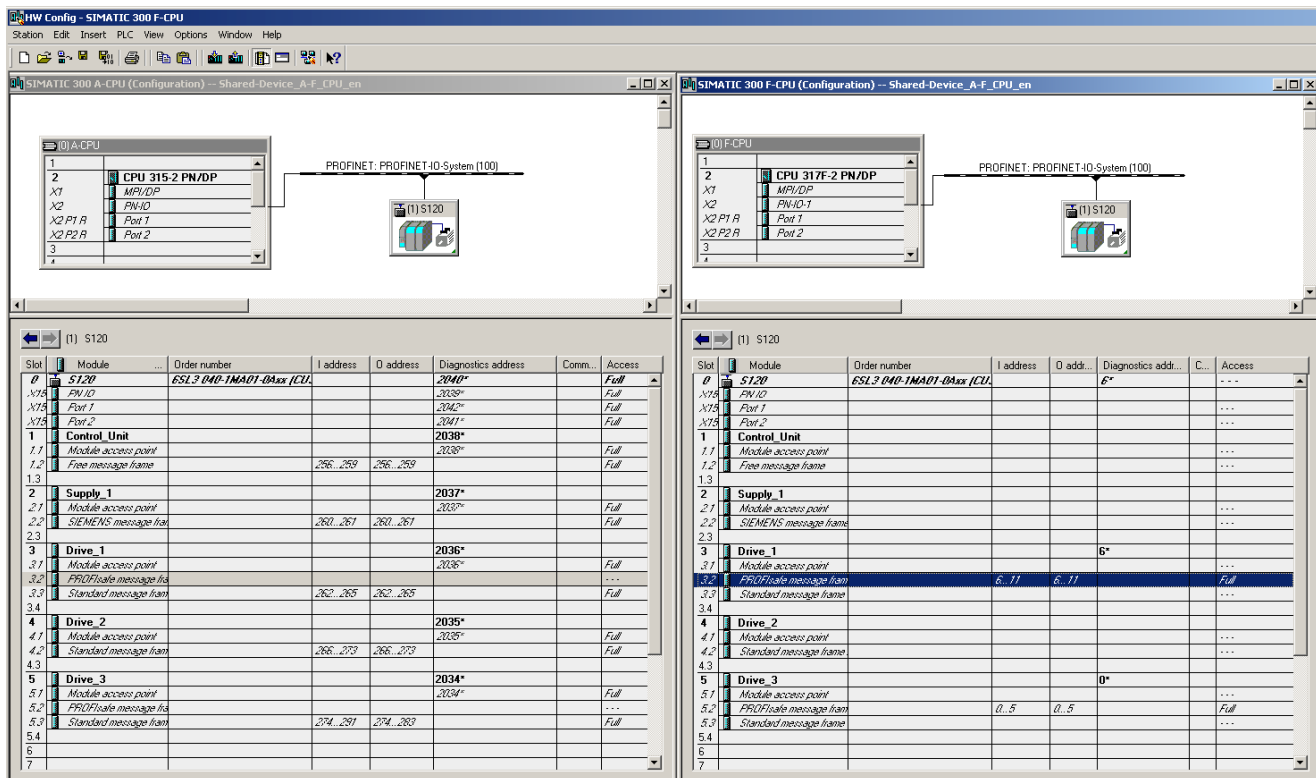 HW Config - SIMATIC 300 F-CPU
Station Edit Insert PLC View Options Window Help
SIMATIC 300 A-CPU (Configuration) -- Shared-Device_A-F_CPU_en
(0) A-CPU
1
2 CPU 315-2 PN/DP
X1 MPI/DP
X2 PN-IO
X2 P1 R Port 1
X2 P2 R Port 2
3
PROFINET: PROFINET-IO-System (100)
(1) S120
(1) S120
Slot Module ... Order number I address O address Diagnostics address Comm... Access
0 S120 6SL3 040-1MA01-0Axx (CU. 2040* Full
X15 PN IO 2039* Full
X15 Port 1 2042* Full
X15 Port 2 2041* Full
1 Control_Unit 2038*
1.1 Module access point 2038* Full
1.2 Free message frame 256...259 256...259 Full
1.3
2 Supply_1 2037*
2.1 Module access point 2037* Full
2.2 SIEMENS message fra 260...261 260...261 Full
2.3
3 Drive_1 2036*
3.1 Module access point 2036* Full
3.2 PROFIsafe message fra ---
3.3 Standard message fram 262...265 262...265 Full
3.4
4 Drive_2 2035*
4.1 Module access point 2035* Full
4.2 Standard message fram 266...273 266...273 Full
4.3
5 Drive_3 2034*
5.1 Module access point 2034* Full
5.2 PROFIsafe message fram ---
5.3 Standard message fram 274...291 274...283 Full
5.4
6
7
SIMATIC 300 F-CPU (Configuration) -- Shared-Device_A-F_CPU_en
(0) F-CPU
1
2 CPU 317F-2 PN/DP
X1 MPI/DP
X2 PN-IO-1
X2 P1 R Port 1
X2 P2 R Port 2
3
4
PROFINET: PROFINET-IO-System (100)
(1) S120
(1) S120
Slot Module Order number I address O addr... Diagnostics addr... C... Access
0 S120 6SL3 040-1MA01-0Axx (CU. 6* ---
X15 PN IO
X15 Port 1 ---
X15 Port 2 ---
1 Control_Unit
1.1 Module access point ---
1.2 Free message frame ---
1.3
2 Supply_1
2.1 Module access point ---
2.2 SIEMENS message frame ---
2.3
3 Drive_1 6*
3.1 Module access point ---
3.2 PROFIsafe message fram 6...11 6...11 Full
3.3 Standard message frame ---
3.4
4 Drive_2
4.1 Module access point ---
4.2 Standard message frame ---
4.3
5 Drive_3 0*
5.1 Module access point ---
5.2 PROFIsafe message fram 0...5 0...5 Full
5.3 Standard message frame ---
5.4
6
7